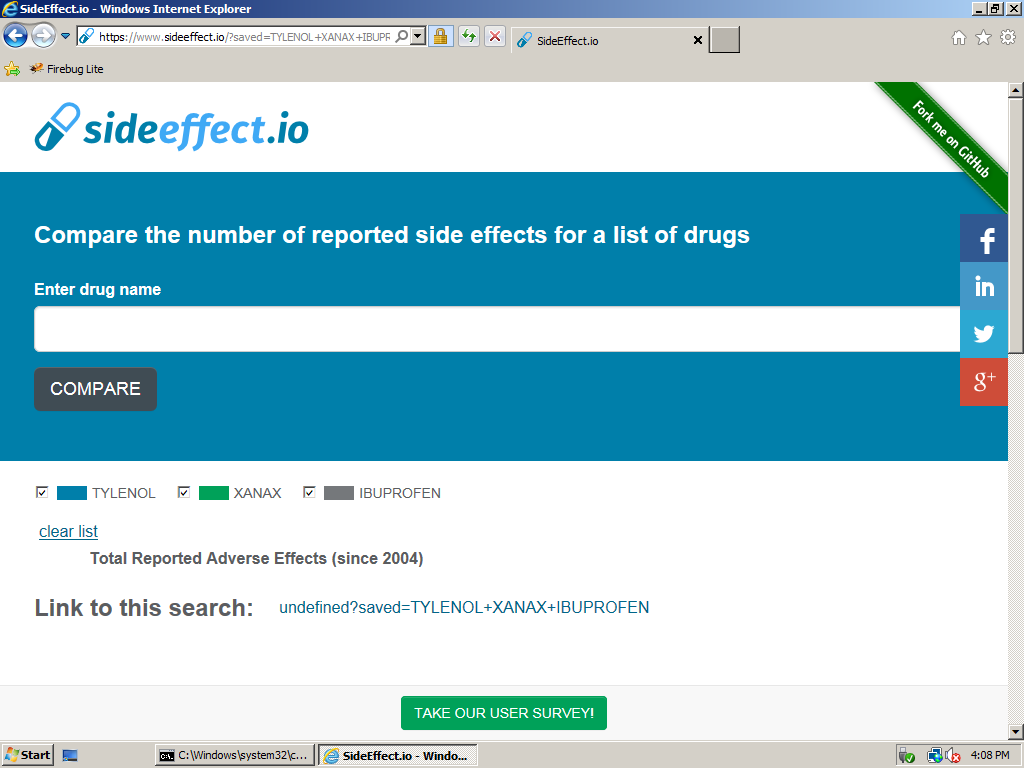 SideEffect.io - Windows Internet Explorer
https://www.sideeffect.io/?saved=TYLENOL+XANAX+IBUPR
SideEffect.io
Firebug Lite
sideeffect.io
Fork me on GitHub
Compare the number of reported side effects for a list of drugs
Enter drug name
COMPARE
f
in
g+
TYLENOL XANAX IBUPROFEN
clear list
Total Reported Adverse Effects (since 2004)
Link to this search: undefined?saved=TYLENOL+XANAX+IBUPROFEN
TAKE OUR USER SURVEY!
Start C:\Windows\system32\c... SideEffect.io - Windo... 4:08 PM